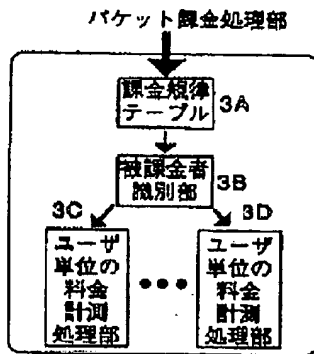 パケット課金処理部
課金規律
テーブル
3A
被課金者
識別部
3B
3C
3D
ユーザ
単位の
料金
計測
処理部
ユーザ
単位の
料金
計測
処理部